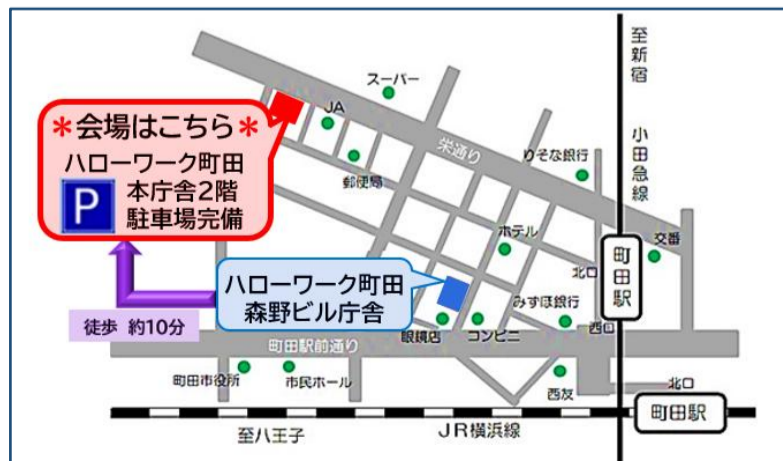 至新宿
小田急線
スーパー
JA
＊会場はこちら＊
ハローワーク町田
本庁舎2階
駐車場完備
P
栄通り
りそな銀行
郵便局
ホテル
北口
町田駅
交番
ハローワーク町田
森野ビル庁舎
みずほ銀行
西口
徒歩 約10分
眼鏡店
コンビニ
町田駅前通り
町田市役所
市民ホール
西友
北口
町田駅
至八王子
JR横浜線